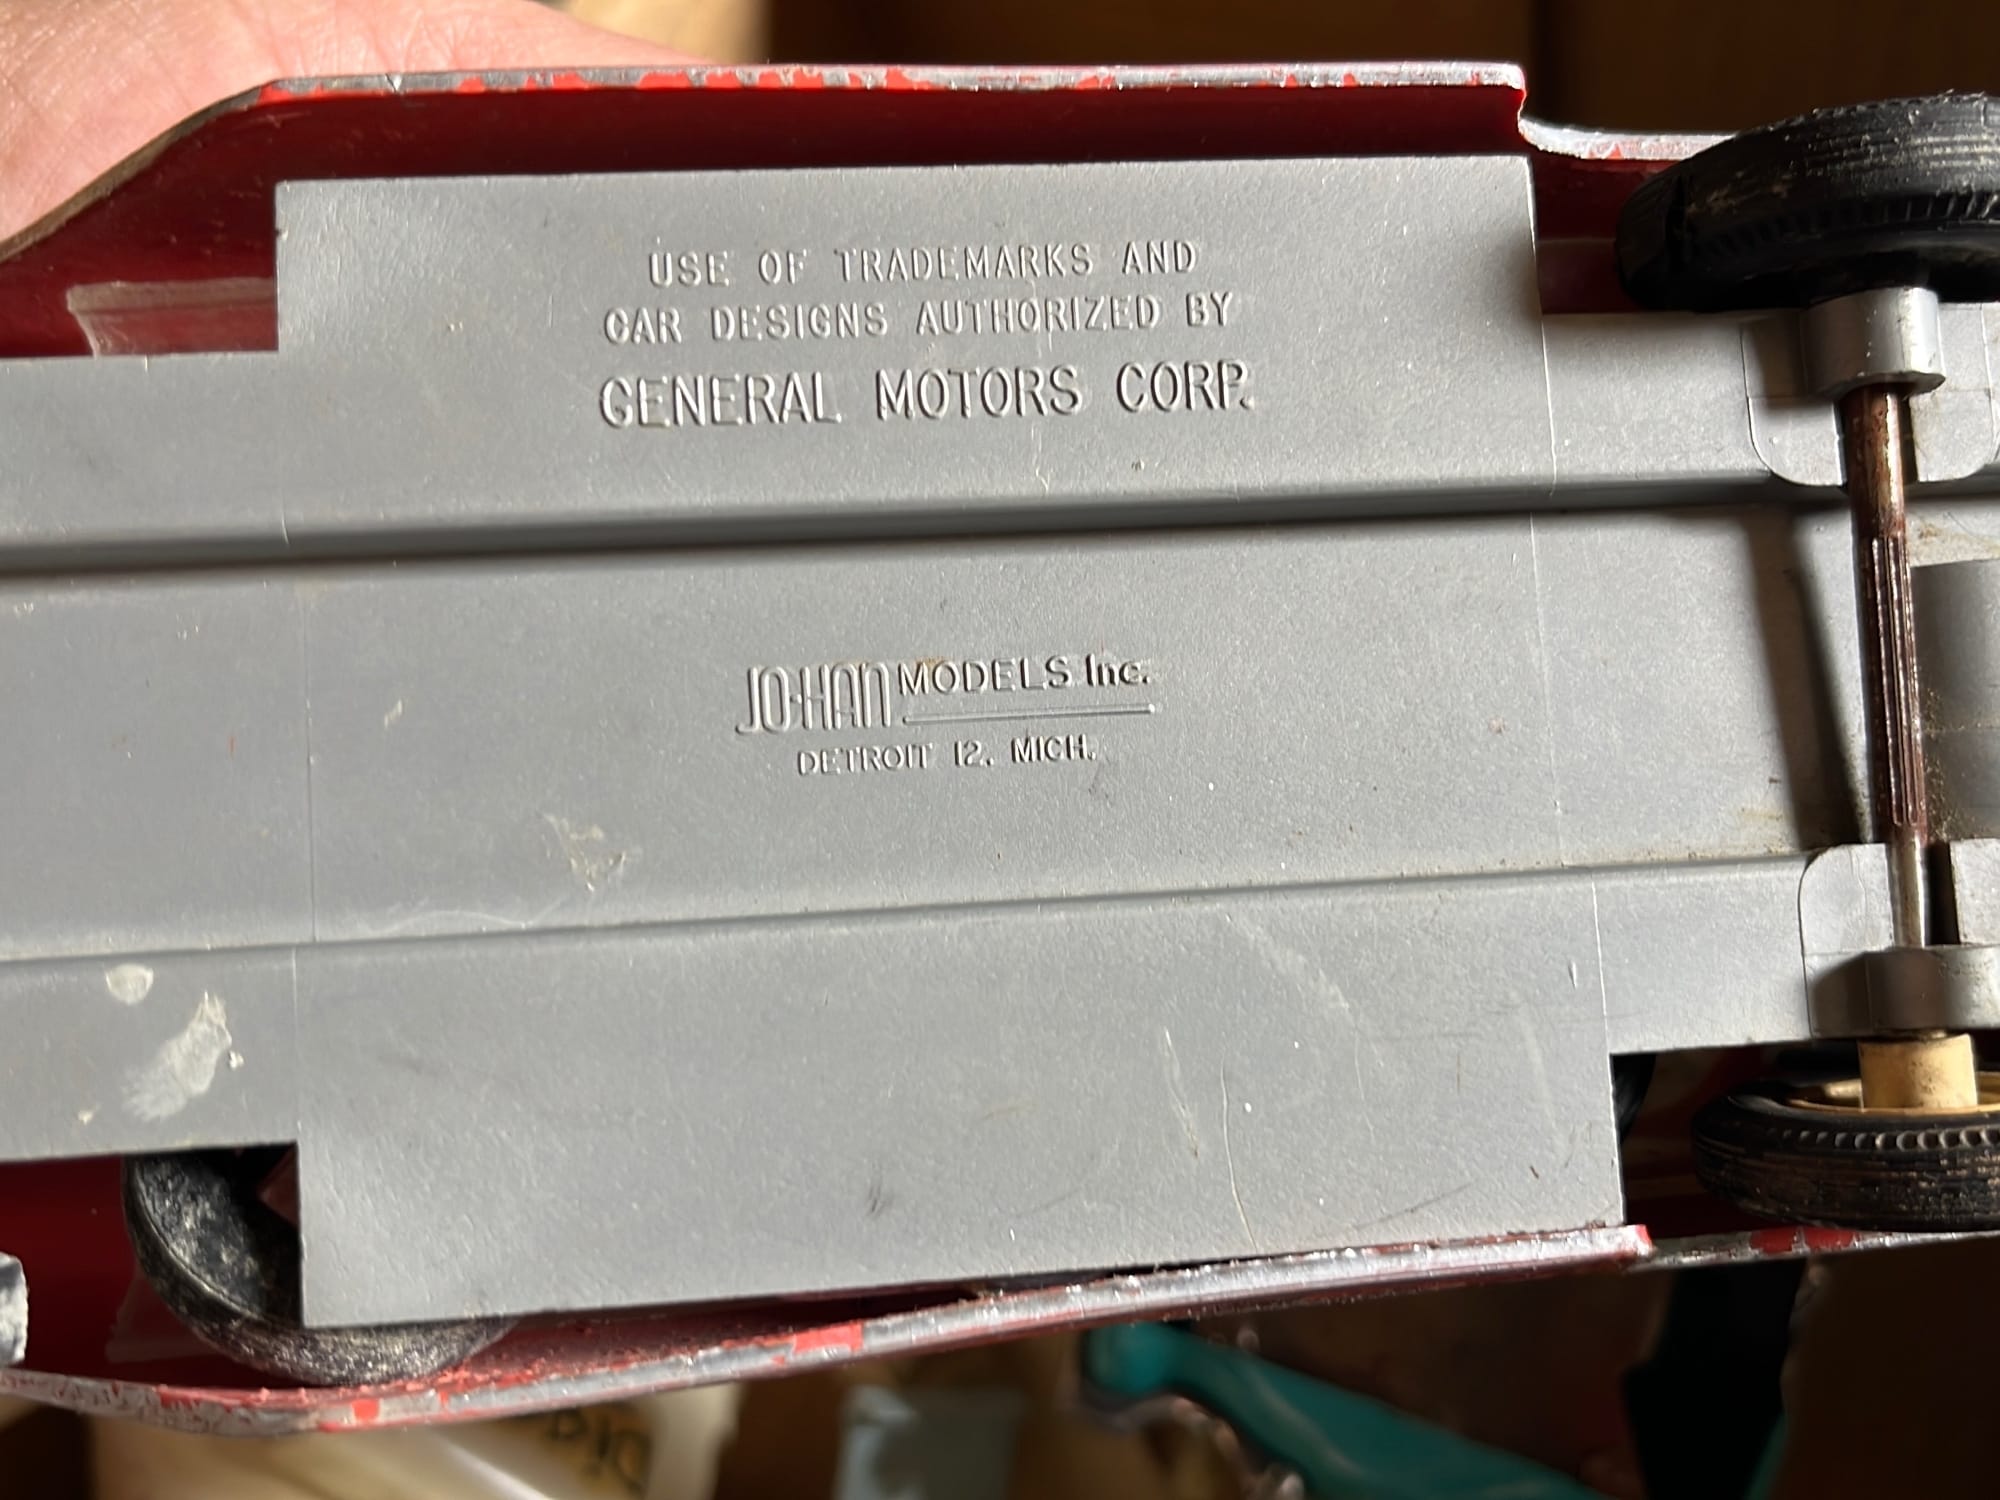 USE OF TRADEMARKS AND
CAR DESIGNS AUTHORIZED BY
GENERAL MOTORS CORP.
JO-HAN MODELS Inc.
DETROIT 12, MICH.